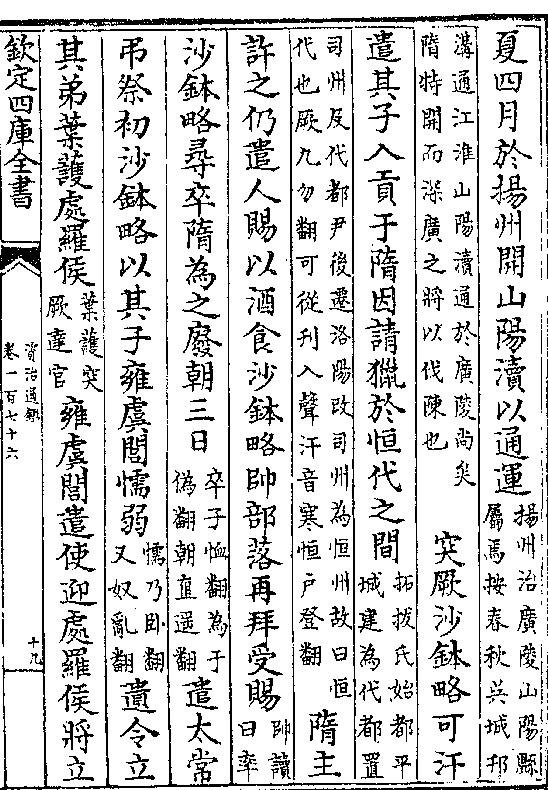 夏四月於揚州開山陽瀆以通運揚州治廣陵山陽縣屬焉按春秋吳城邗
溝通江淮山陽瀆通於廣陵尚矣隋特開而深廣之將以伐陳也突厥沙鉢略可汗
遣其子入貢于隋因請獵於恒代之間拓拔氏始都平城建為代都置
司州及代都尹後遷洛陽改司州為恒州故曰恒代也厥九勿翻可從刋入聲汗音寒恒户登翻隋主
許之仍遣人賜以酒食沙鉢略帥部落再拜受賜帥讀曰率
沙鉢略尋卒隋為之廢朝三日卒子恤翻為于偽翻朝直遥翻遣太常
弔祭初沙鉢略以其子雍虞閭懦弱懦乃卧翻又奴亂翻遺令立
其弟葉護處羅侯葉護突厥達官雍虞閭遣使迎處羅侯將立
欽定四庫全書
資治通鑑
卷一百七十六
十九